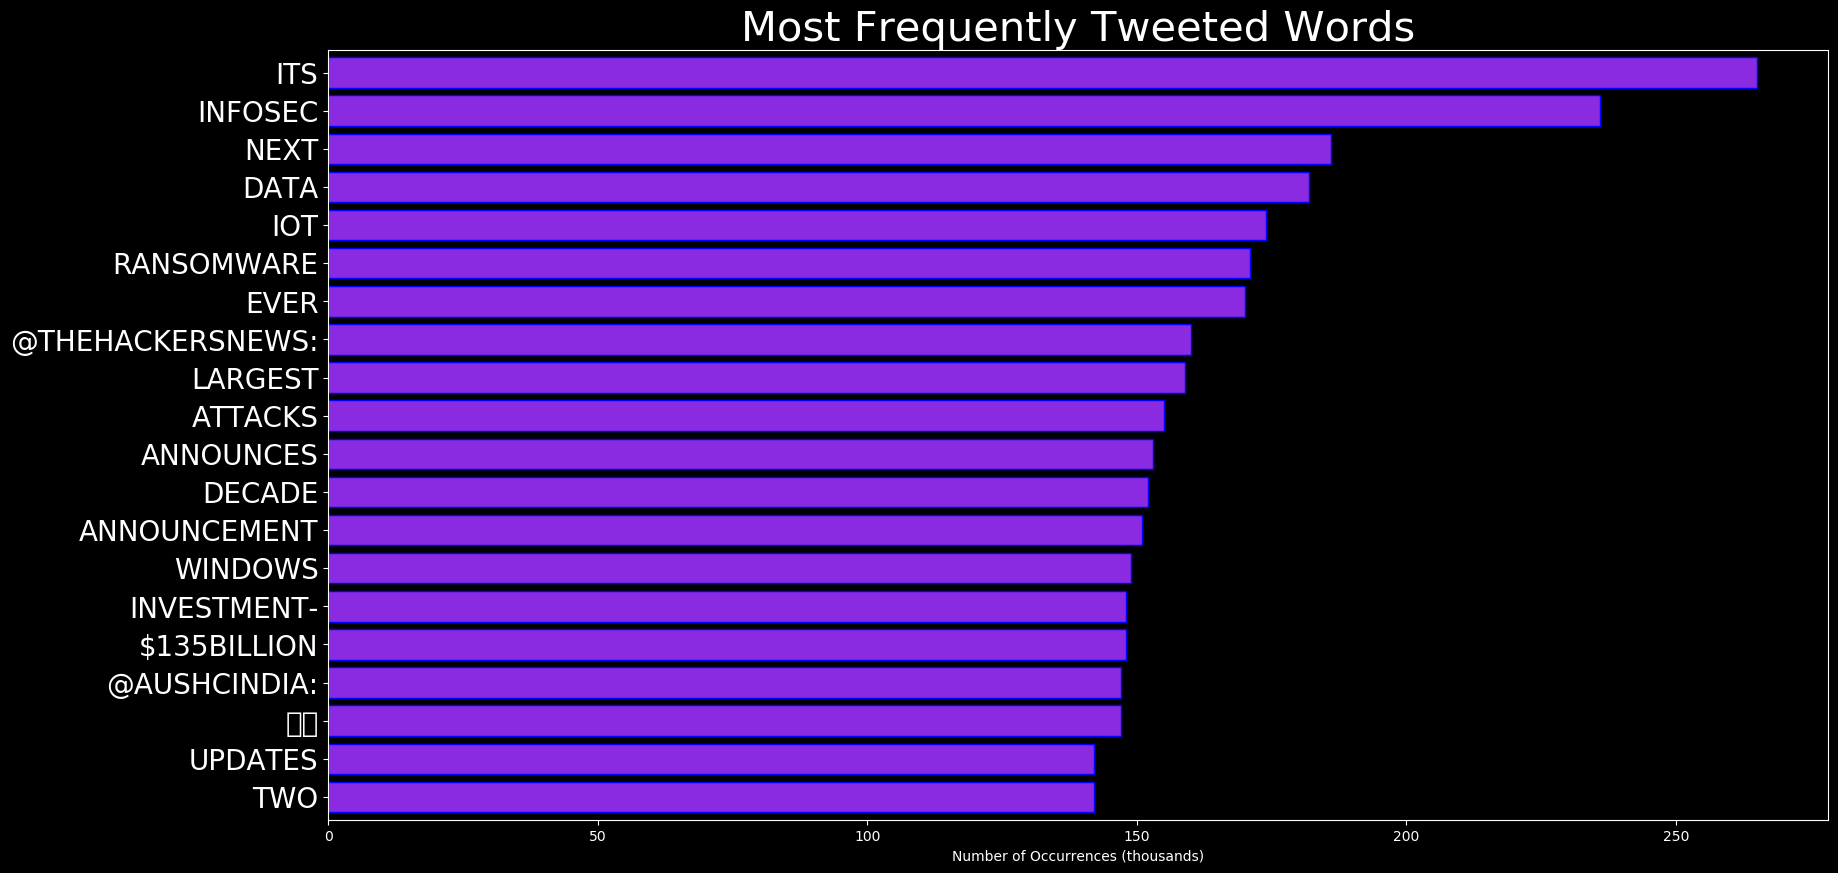 Most Frequently Tweeted Words
ITS
INFOSEC
NEXT
DATA
IOT
RANSOMWARE
EVER
@THEHACKERSNEWS:
LARGEST
ATTACKS
ANNOUNCES
DECADE
ANNOUNCEMENT
WINDOWS
INVESTMENT-
$135BILLION
@AUSHCINDIA:
UPDATES
TWO
0 50 100 150 200 250
Number of Occurrences (thousands)